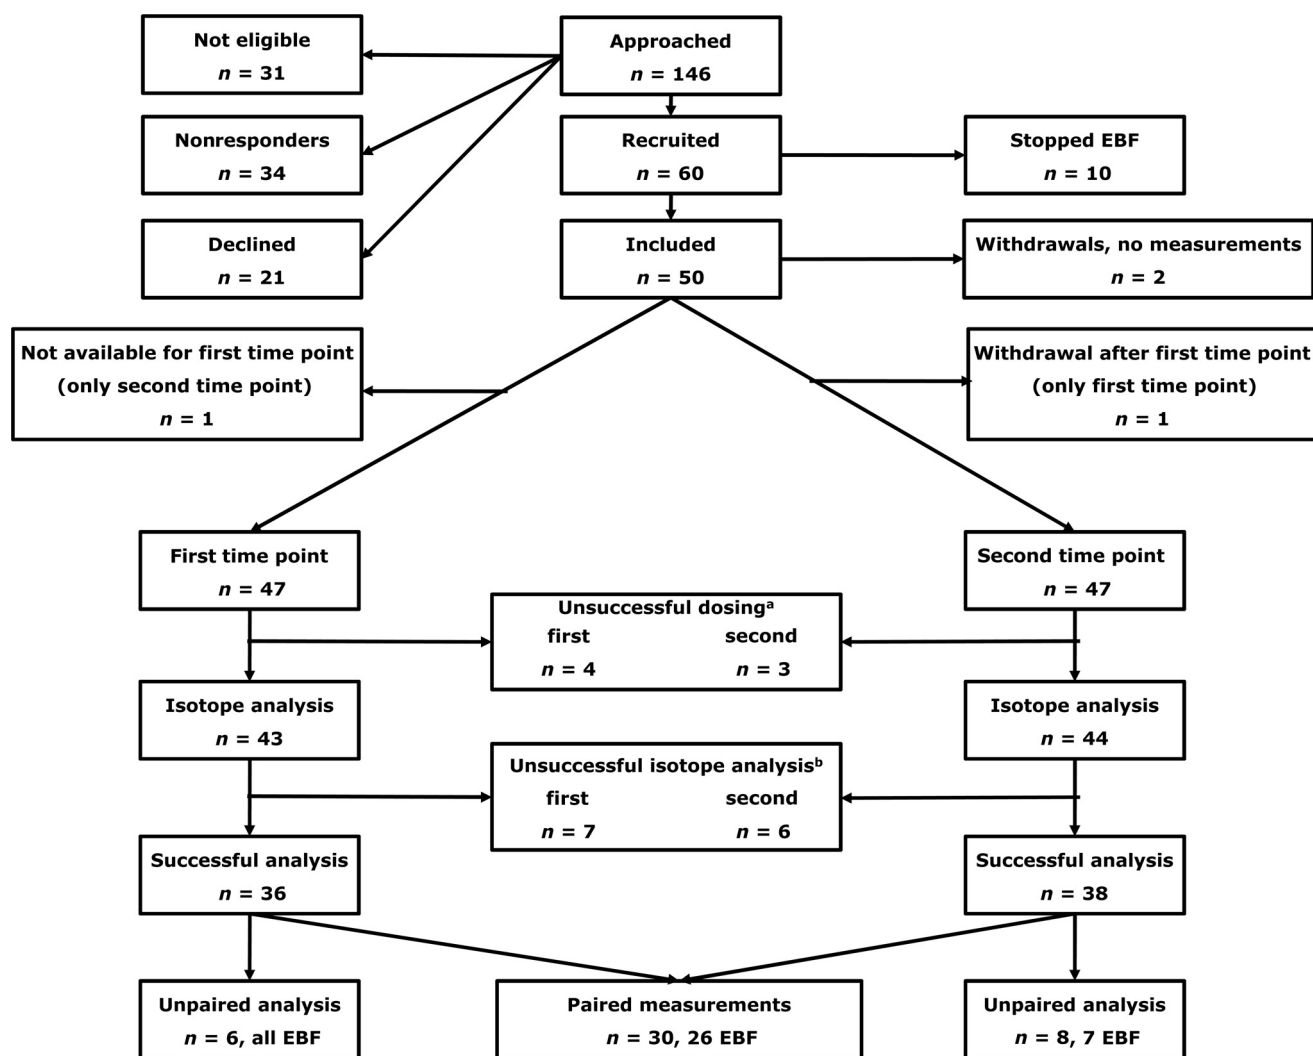 Not eligible
n = 31
Approached
n = 146
Nonresponders
n = 34
Recruited
n = 60
Stopped EBF
n = 10
Declined
n = 21
Included
n = 50
Withdrawals, no measurements
n = 2
Not available for first time point
(only second time point)
n = 1
Withdrawal after first time point
(only first time point)
n = 1
First time point
n = 47
Second time point
n = 47
Unsuccessful dosingᵃ
first second
n = 4 n = 3
Isotope analysis
n = 43
Isotope analysis
n = 44
Unsuccessful isotope analysisᵇ
first second
n = 7 n = 6
Successful analysis
n = 36
Successful analysis
n = 38
Unpaired analysis
n = 6, all EBF
Paired measurements
n = 30, 26 EBF
Unpaired analysis
n = 8, 7 EBF